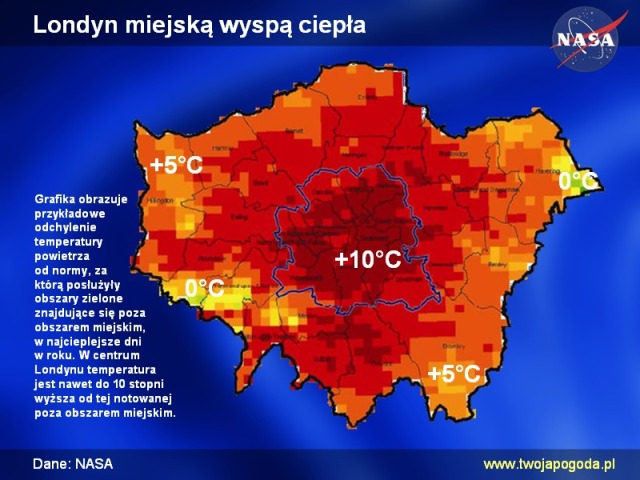 Londyn miejską wyspą ciepła
NASA
+5°C
0°C
+10°C
0°C
+5°C
Grafika obrazuje
przykładowe
odchylenie
temperatury
powietrza
od normy, za
którą posłużyły
obszary zielone
znajdujące się poza
obszarem miejskim,
w najcieplejsze dni
w roku. W centrum
Londynu temperatura
jest nawet do 10 stopni
wyższa od tej notowanej
poza obszarem miejskim.
Dane: NASA
www.twojapogoda.pl